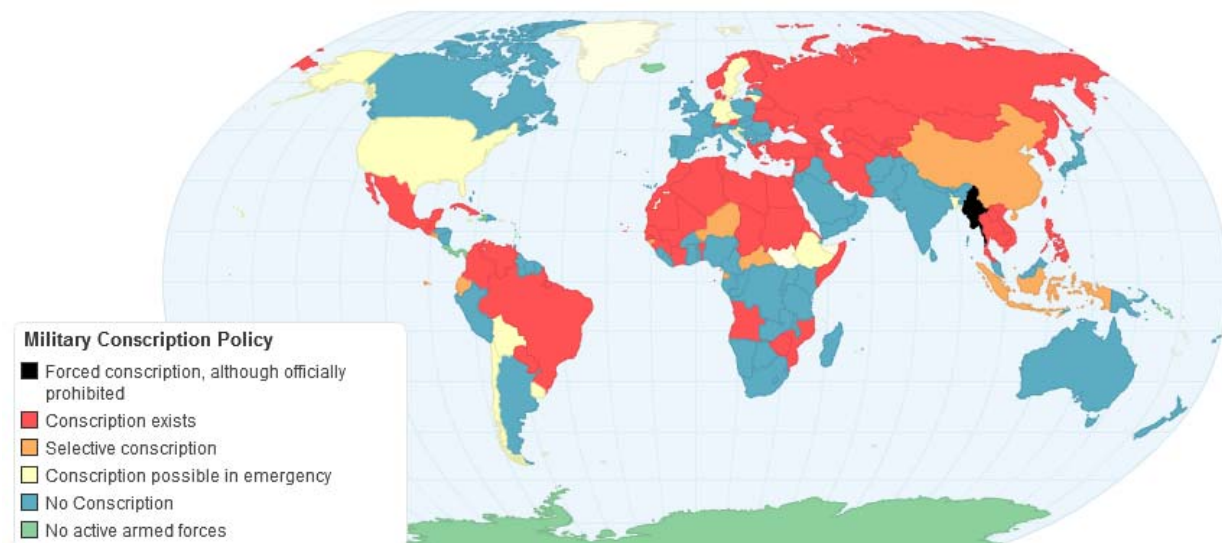 Military Conscription Policy
Forced conscription, although officially
prohibited
Conscription exists
Selective conscription
Conscription possible in emergency
No Conscription
No active armed forces